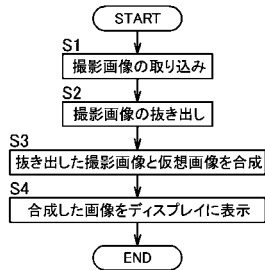 START
S1
撮影画像の取り込み
S2
撮影画像の抜き出し
S3
抜き出した撮影画像と仮想画像を合成
S4
合成した画像をディスプレイに表示
END